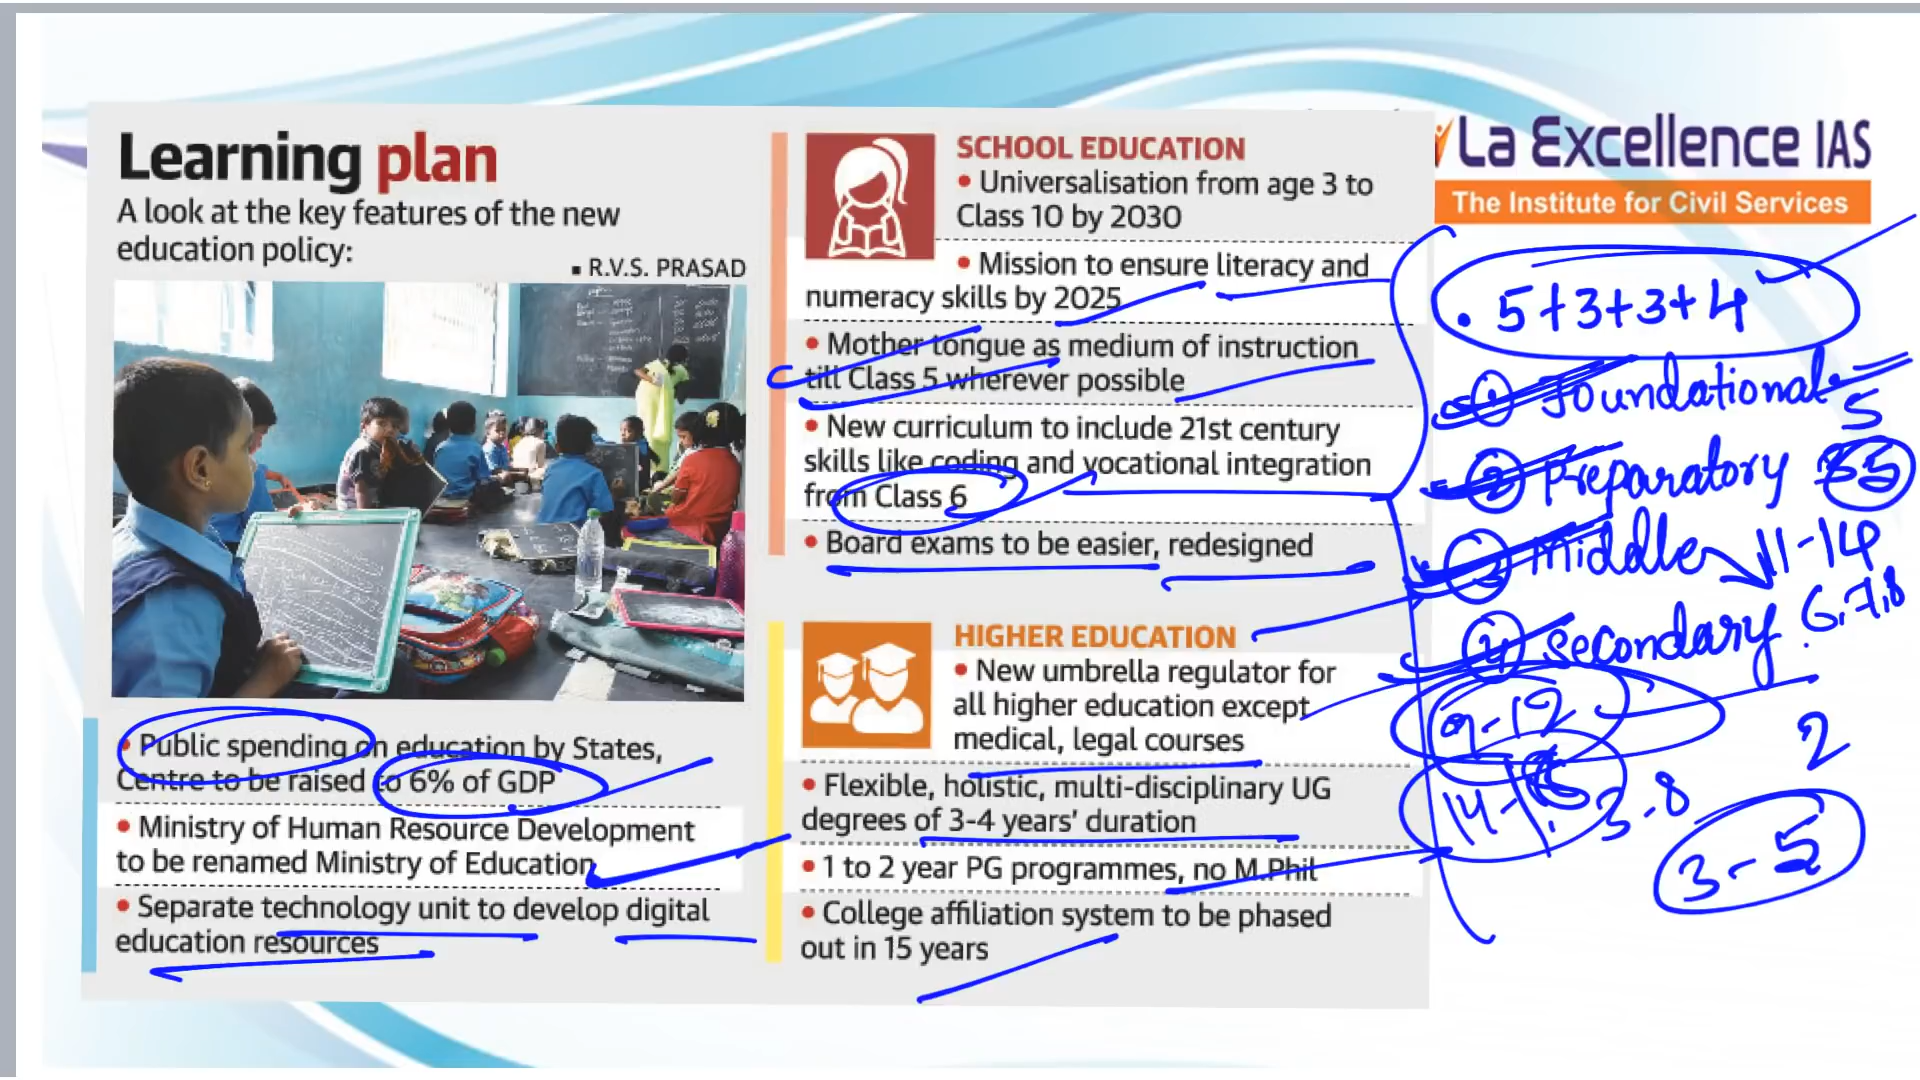 Learning plan
A look at the key features of the new
education policy:
▪ R.V.S. PRASAD
• Public spending on education by States,
Centre to be raised to 6% of GDP
• Ministry of Human Resource Development
to be renamed Ministry of Education
• Separate technology unit to develop digital
education resources
SCHOOL EDUCATION
• Universalisation from age 3 to
Class 10 by 2030
• Mission to ensure literacy and
numeracy skills by 2025
• Mother tongue as medium of instruction
till Class 5 wherever possible
• New curriculum to include 21st century
skills like coding and vocational integration
from Class 6
• Board exams to be easier, redesigned
HIGHER EDUCATION
• New umbrella regulator for
all higher education except
medical, legal courses
• Flexible, holistic, multi-disciplinary UG
degrees of 3-4 years' duration
• 1 to 2 year PG programmes, no M.Phil
• College affiliation system to be phased
out in 15 years
La Excellence IAS
The Institute for Civil Services
• 5+3+3+4
① Foundational
5
② Preparatory
③ Middle 11-14
6,7,8
④ Secondary
9-12
2
14-
3-8
3-5